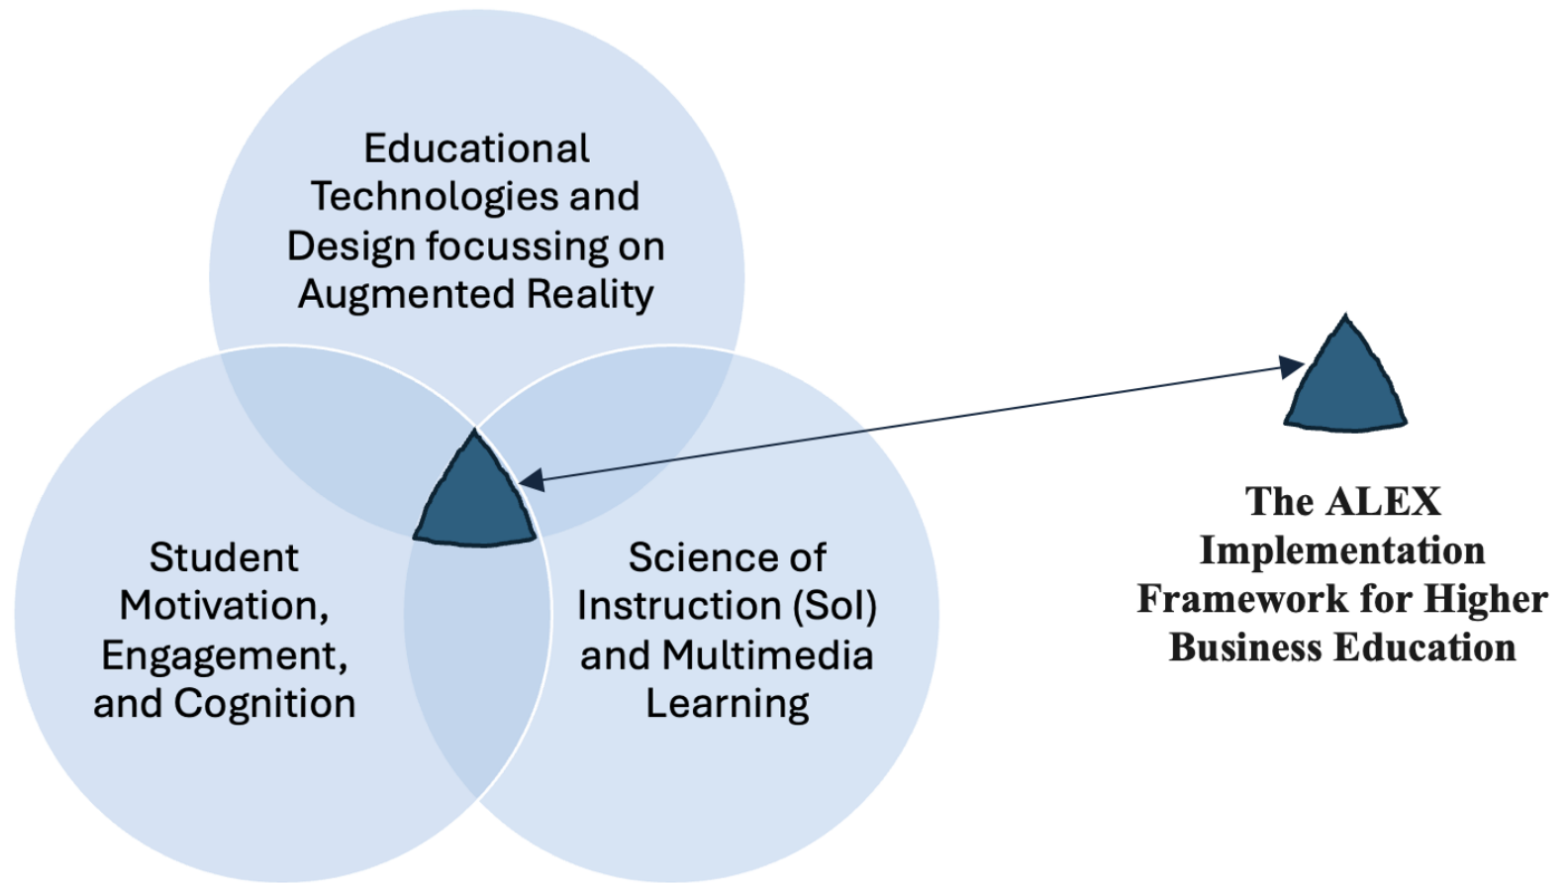 Educational
Technologies and
Design focussing on
Augmented Reality
Student
Motivation,
Engagement,
and Cognition
Science of
Instruction (SoI)
and Multimedia
Learning
The ALEX
Implementation
Framework for Higher
Business Education